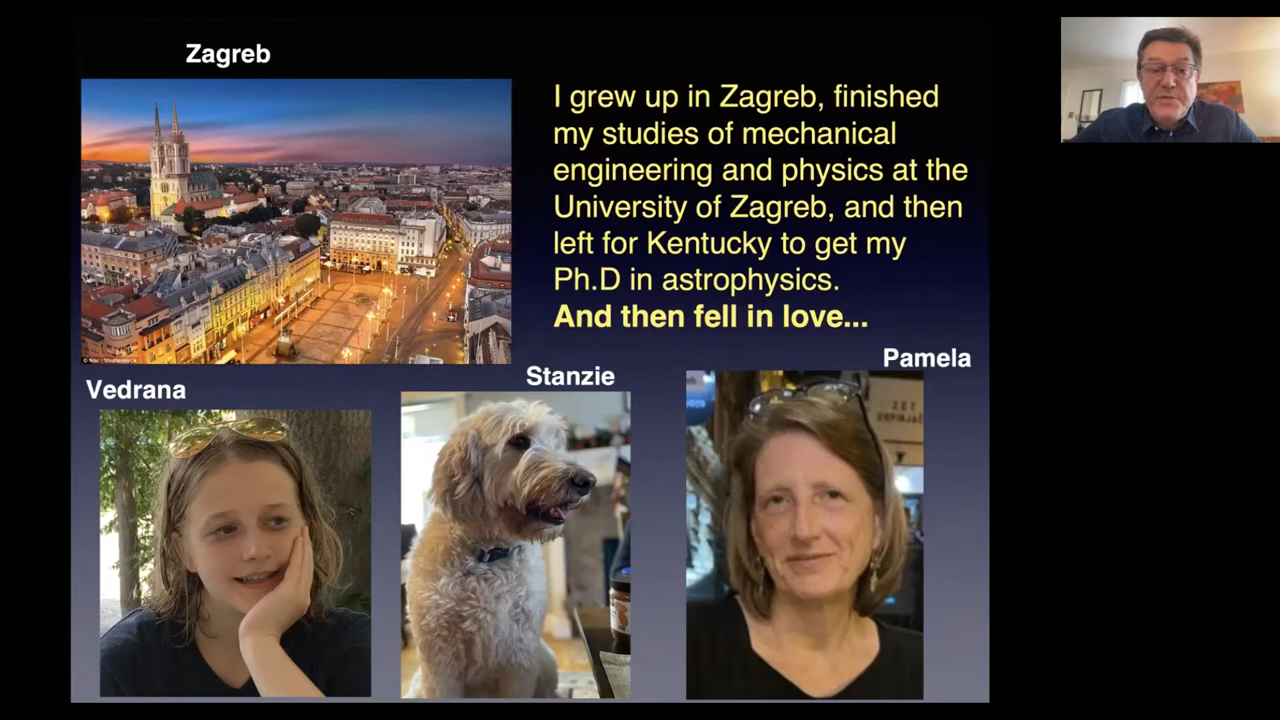 Zagreb
I grew up in Zagreb, finished
my studies of mechanical
engineering and physics at the
University of Zagreb, and then
left for Kentucky to get my
Ph.D in astrophysics.
And then fell in love...
Vedrana
Stanzie
Pamela